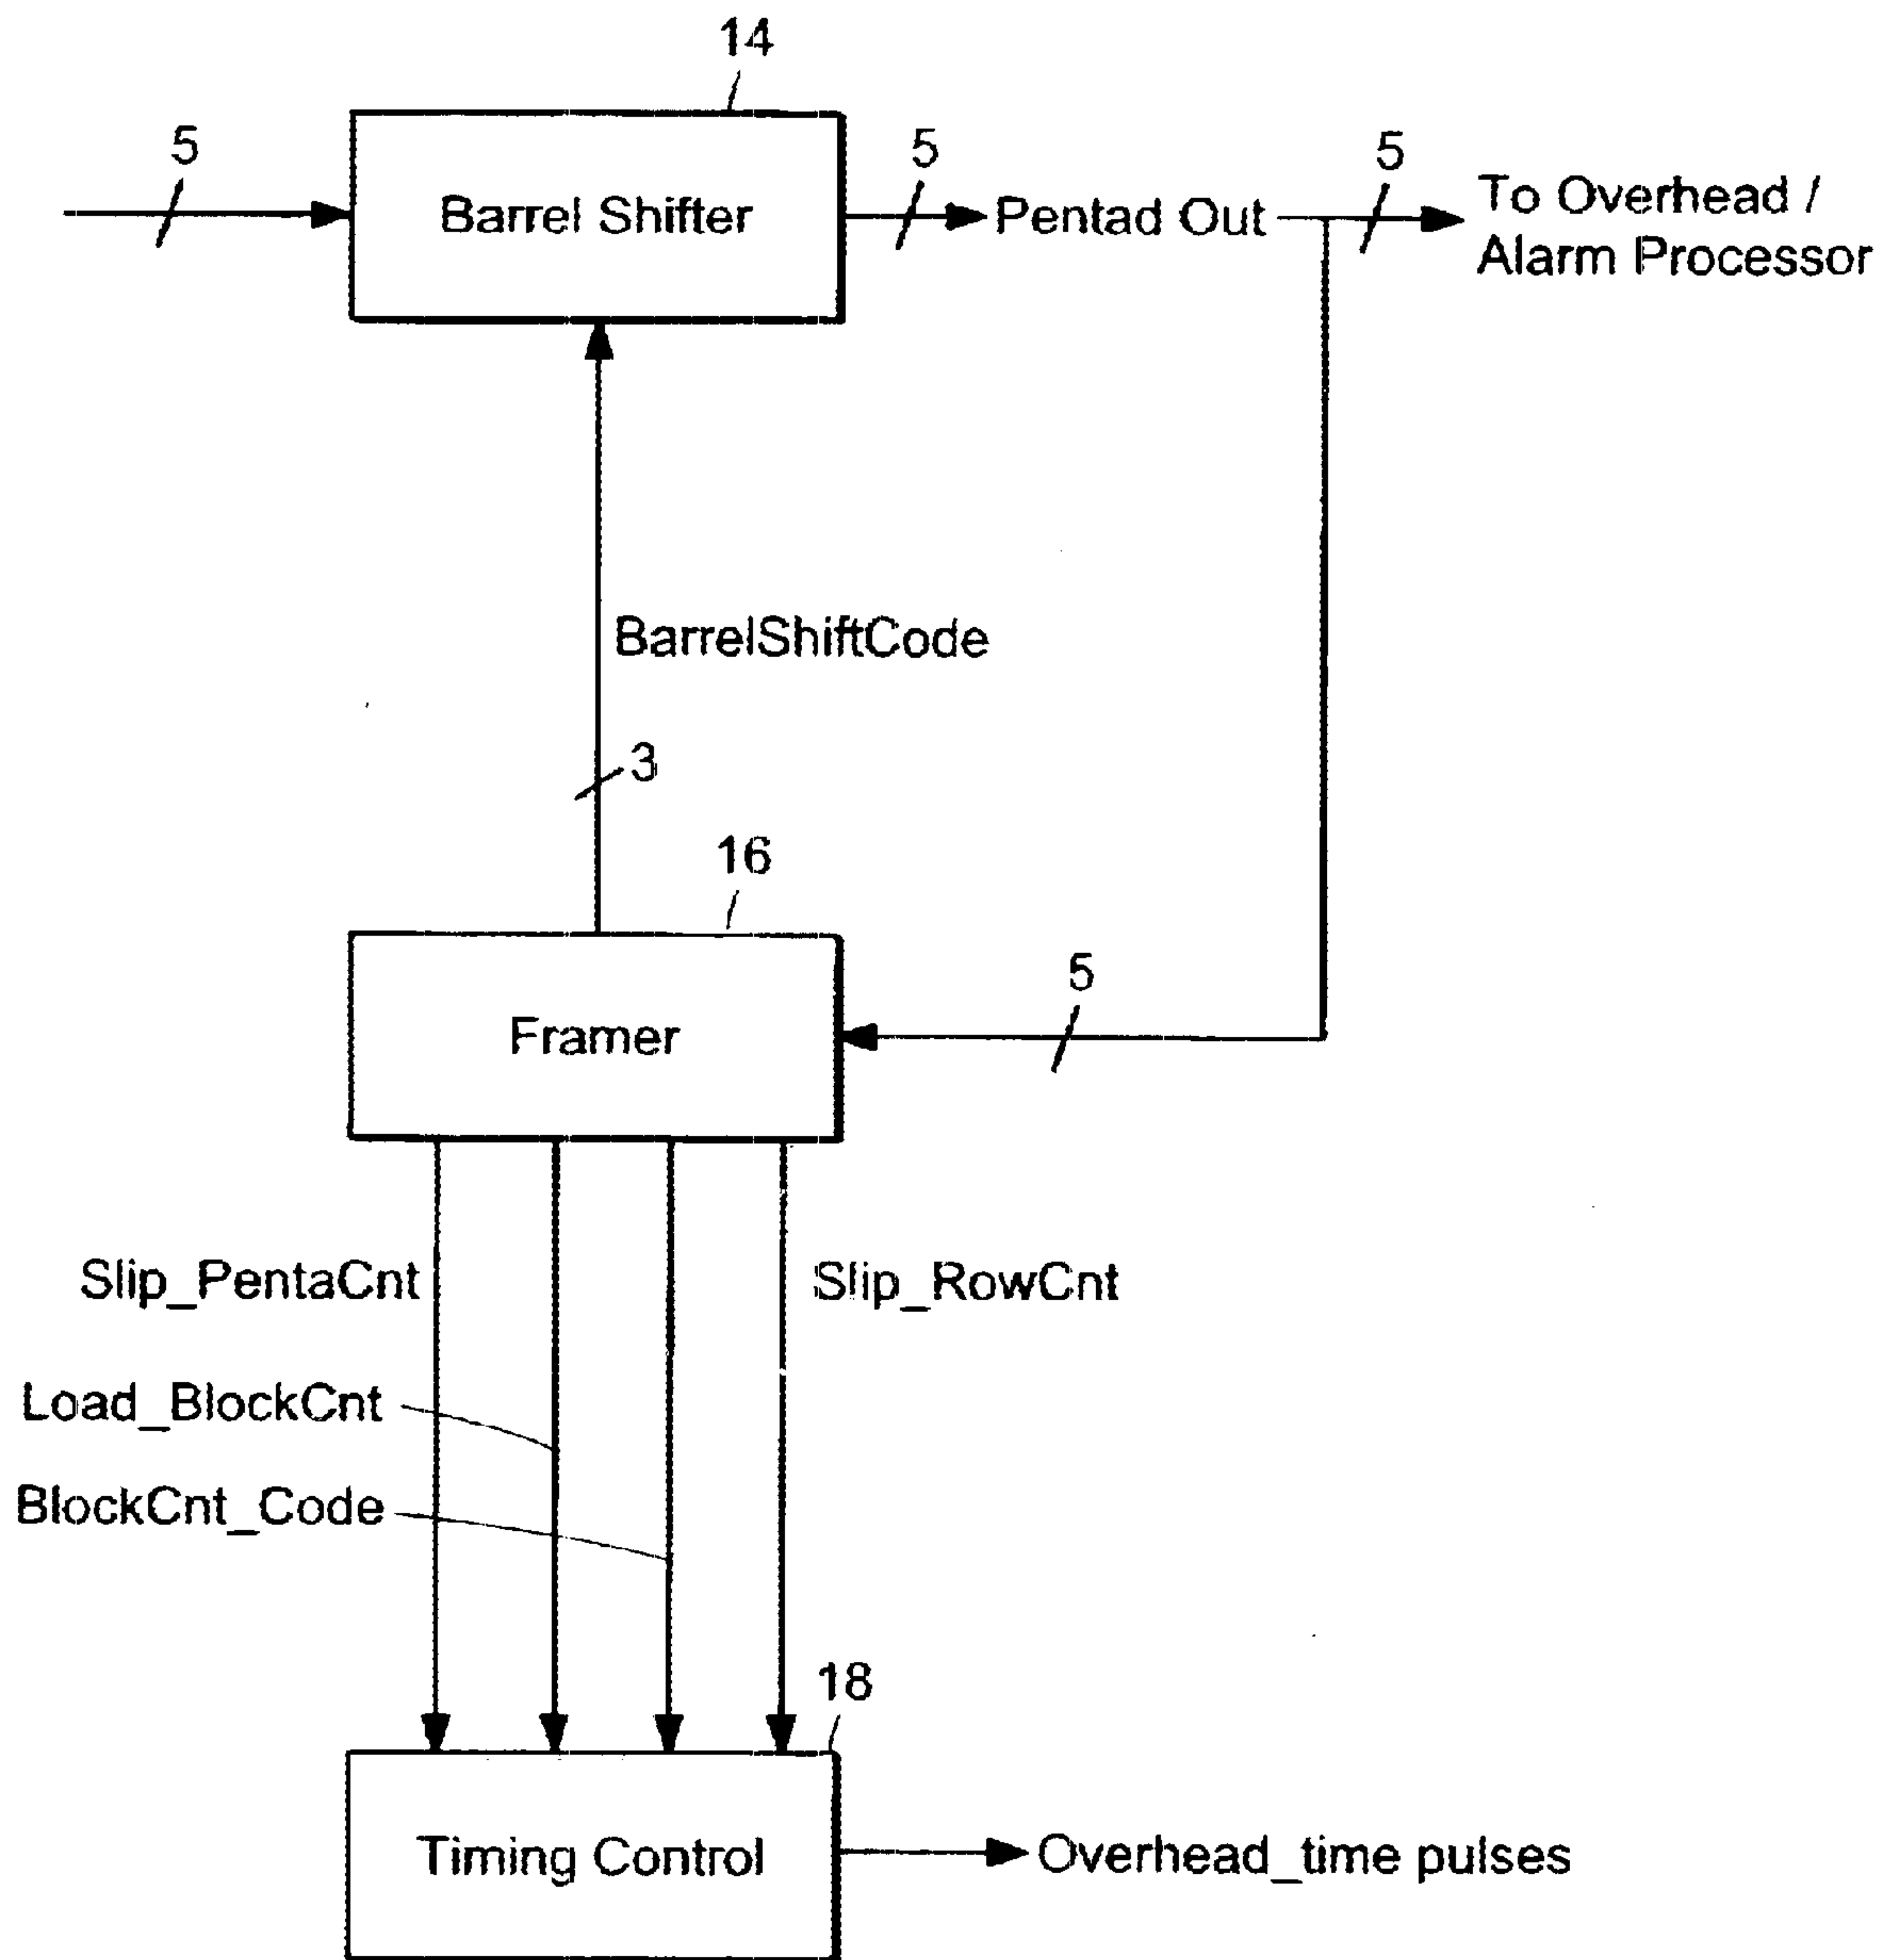 14
5
Barrel Shifter
5
Pentad Out
5
To Overhead /
Alarm Processor
BarrelShiftCode
3
16
Framer
5
Slip_PentaCnt
Slip_RowCnt
Load_BlockCnt
BlockCnt_Code
18
Timing Control
Overhead_time pulses